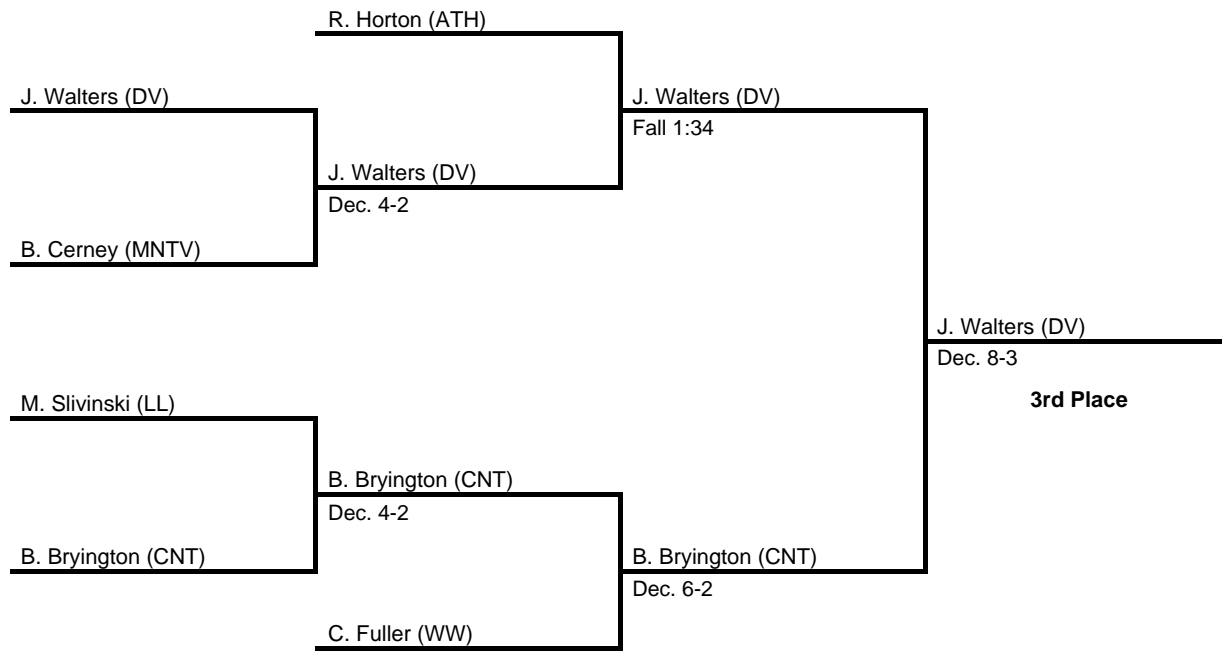 R. Horton (ATH)
J. Walters (DV)
J. Walters (DV)
Fall 1:34
J. Walters (DV)
Dec. 4-2
B. Cerney (MNTV)
J. Walters (DV)
Dec. 8-3
3rd Place
M. Slivinski (LL)
B. Bryington (CNT)
Dec. 4-2
B. Bryington (CNT)
B. Bryington (CNT)
Dec. 6-2
C. Fuller (WW)